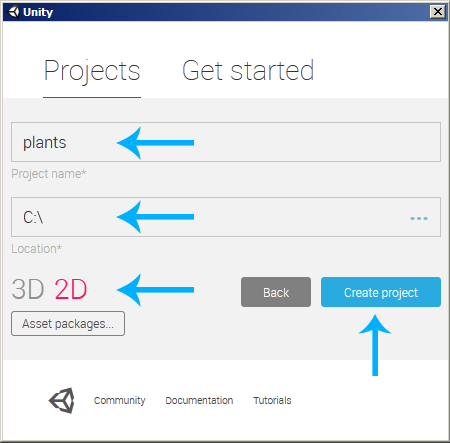 Unity
Projects Get started
plants
Project name*
C:\
Location*
3D 2D Back Create project
Asset packages...
Community Documentation Tutorials